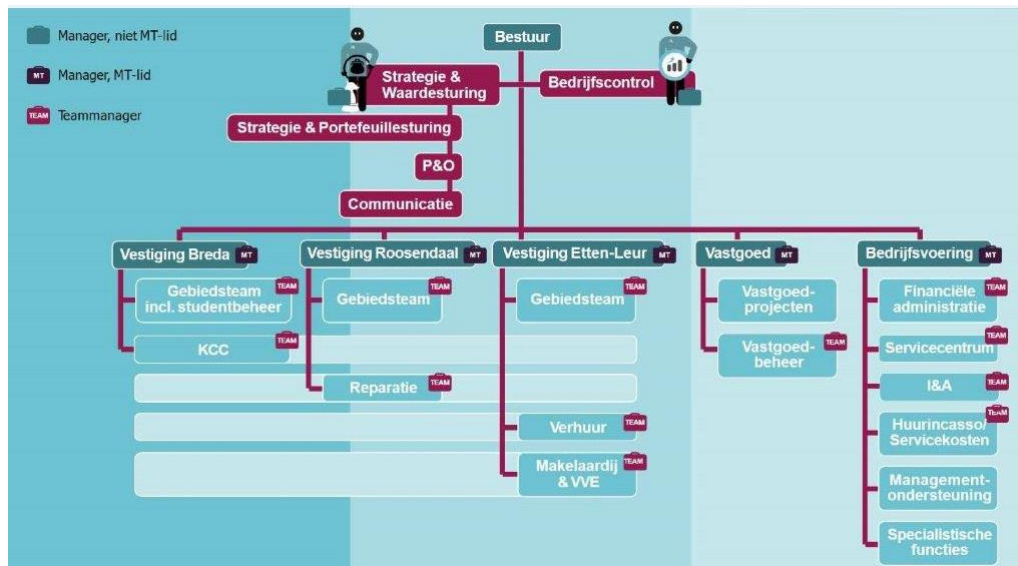 Manager, niet MT-lid
MT
Manager, MT-lid
TEAM
Teammanager
Bestuur
Strategie &
Waardesturing
Bedrijfscontrol
Strategie & Portefeuillesturing
P&O
Communicatie
Vestiging Breda MT
Vestiging Roosendaal MT
Vestiging Etten-Leur MT
Vastgoed MT
Bedrijfsvoering MT
Gebiedsteam
incl. studentbeheer
TEAM
Gebiedsteam
TEAM
Gebiedsteam
TEAM
Vastgoed-
projecten
Financiële
administratie
TEAM
KCC
TEAM
Vastgoed-
beheer
TEAM
Servicecentrum
TEAM
Reparatie
TEAM
I&A
TEAM
Verhuur
TEAM
Huurincasso/
Servicekosten
TEAM
Makelaardij
& VVE
TEAM
Management-
ondersteuning
Specialistische
functies